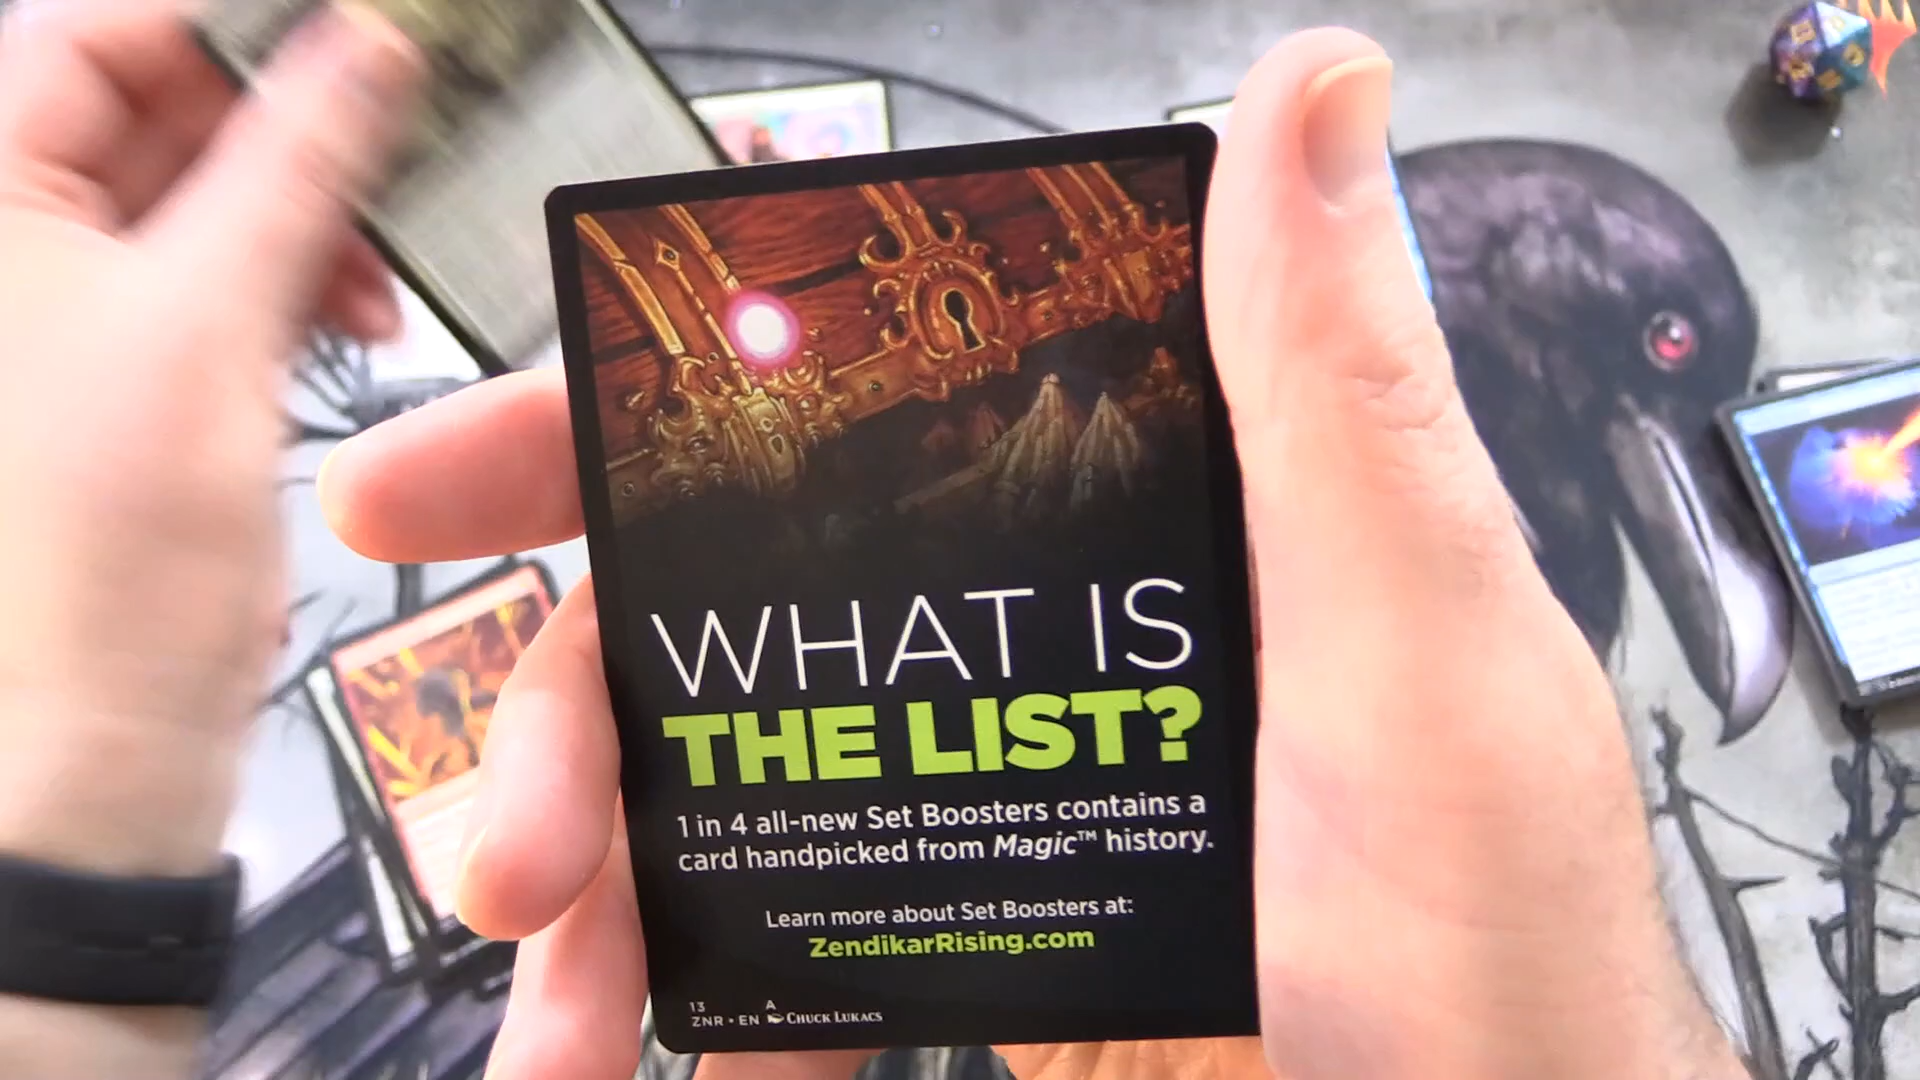 WHAT IS
THE LIST?
1 in 4 all-new Set Boosters contains a
card handpicked from Magic™ history.
Learn more about Set Boosters at:
ZendikarRising.com
13 A
ZNR • EN CHUCK LUKACS